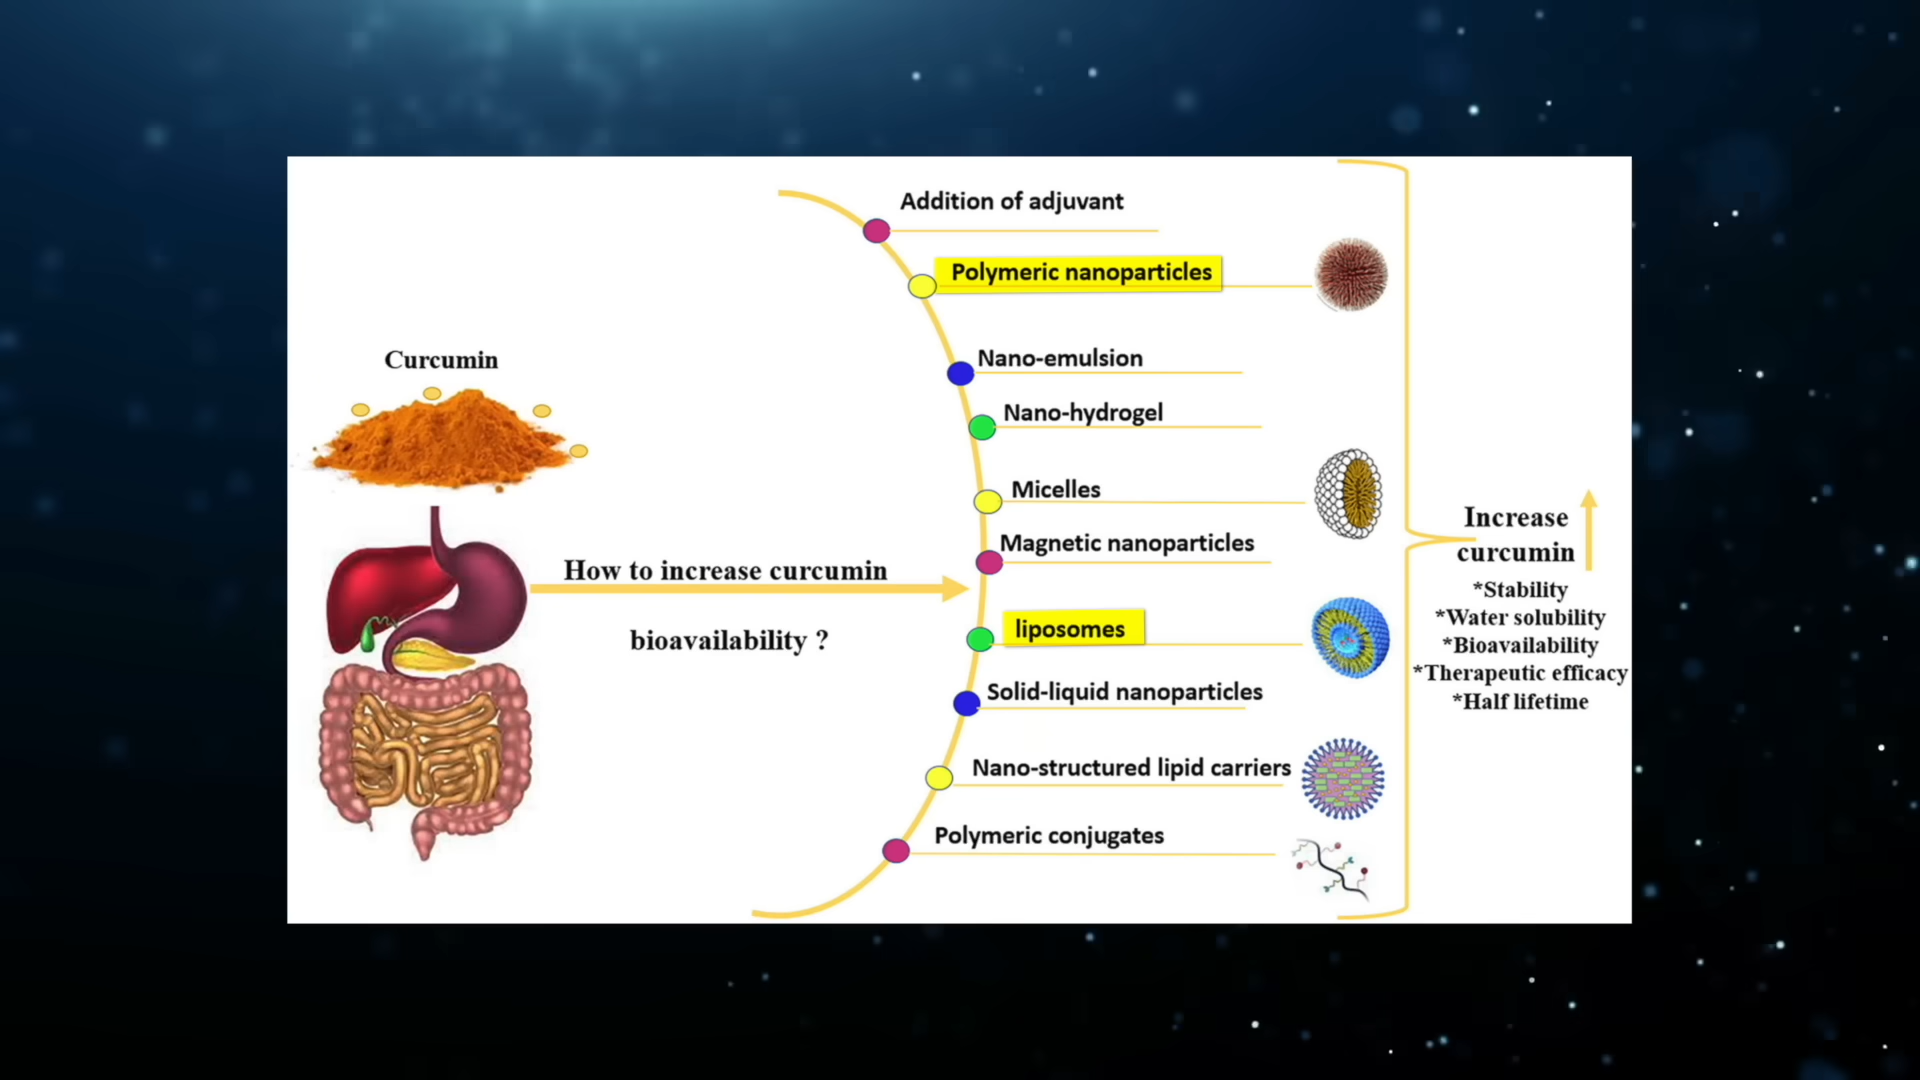 Curcumin
How to increase curcumin
bioavailability ?
Addition of adjuvant
Polymeric nanoparticles
Nano-emulsion
Nano-hydrogel
Micelles
Magnetic nanoparticles
liposomes
Solid-liquid nanoparticles
Nano-structured lipid carriers
Polymeric conjugates
Increase
curcumin
*Stability
*Water solubility
*Bioavailability
*Therapeutic efficacy
*Half lifetime